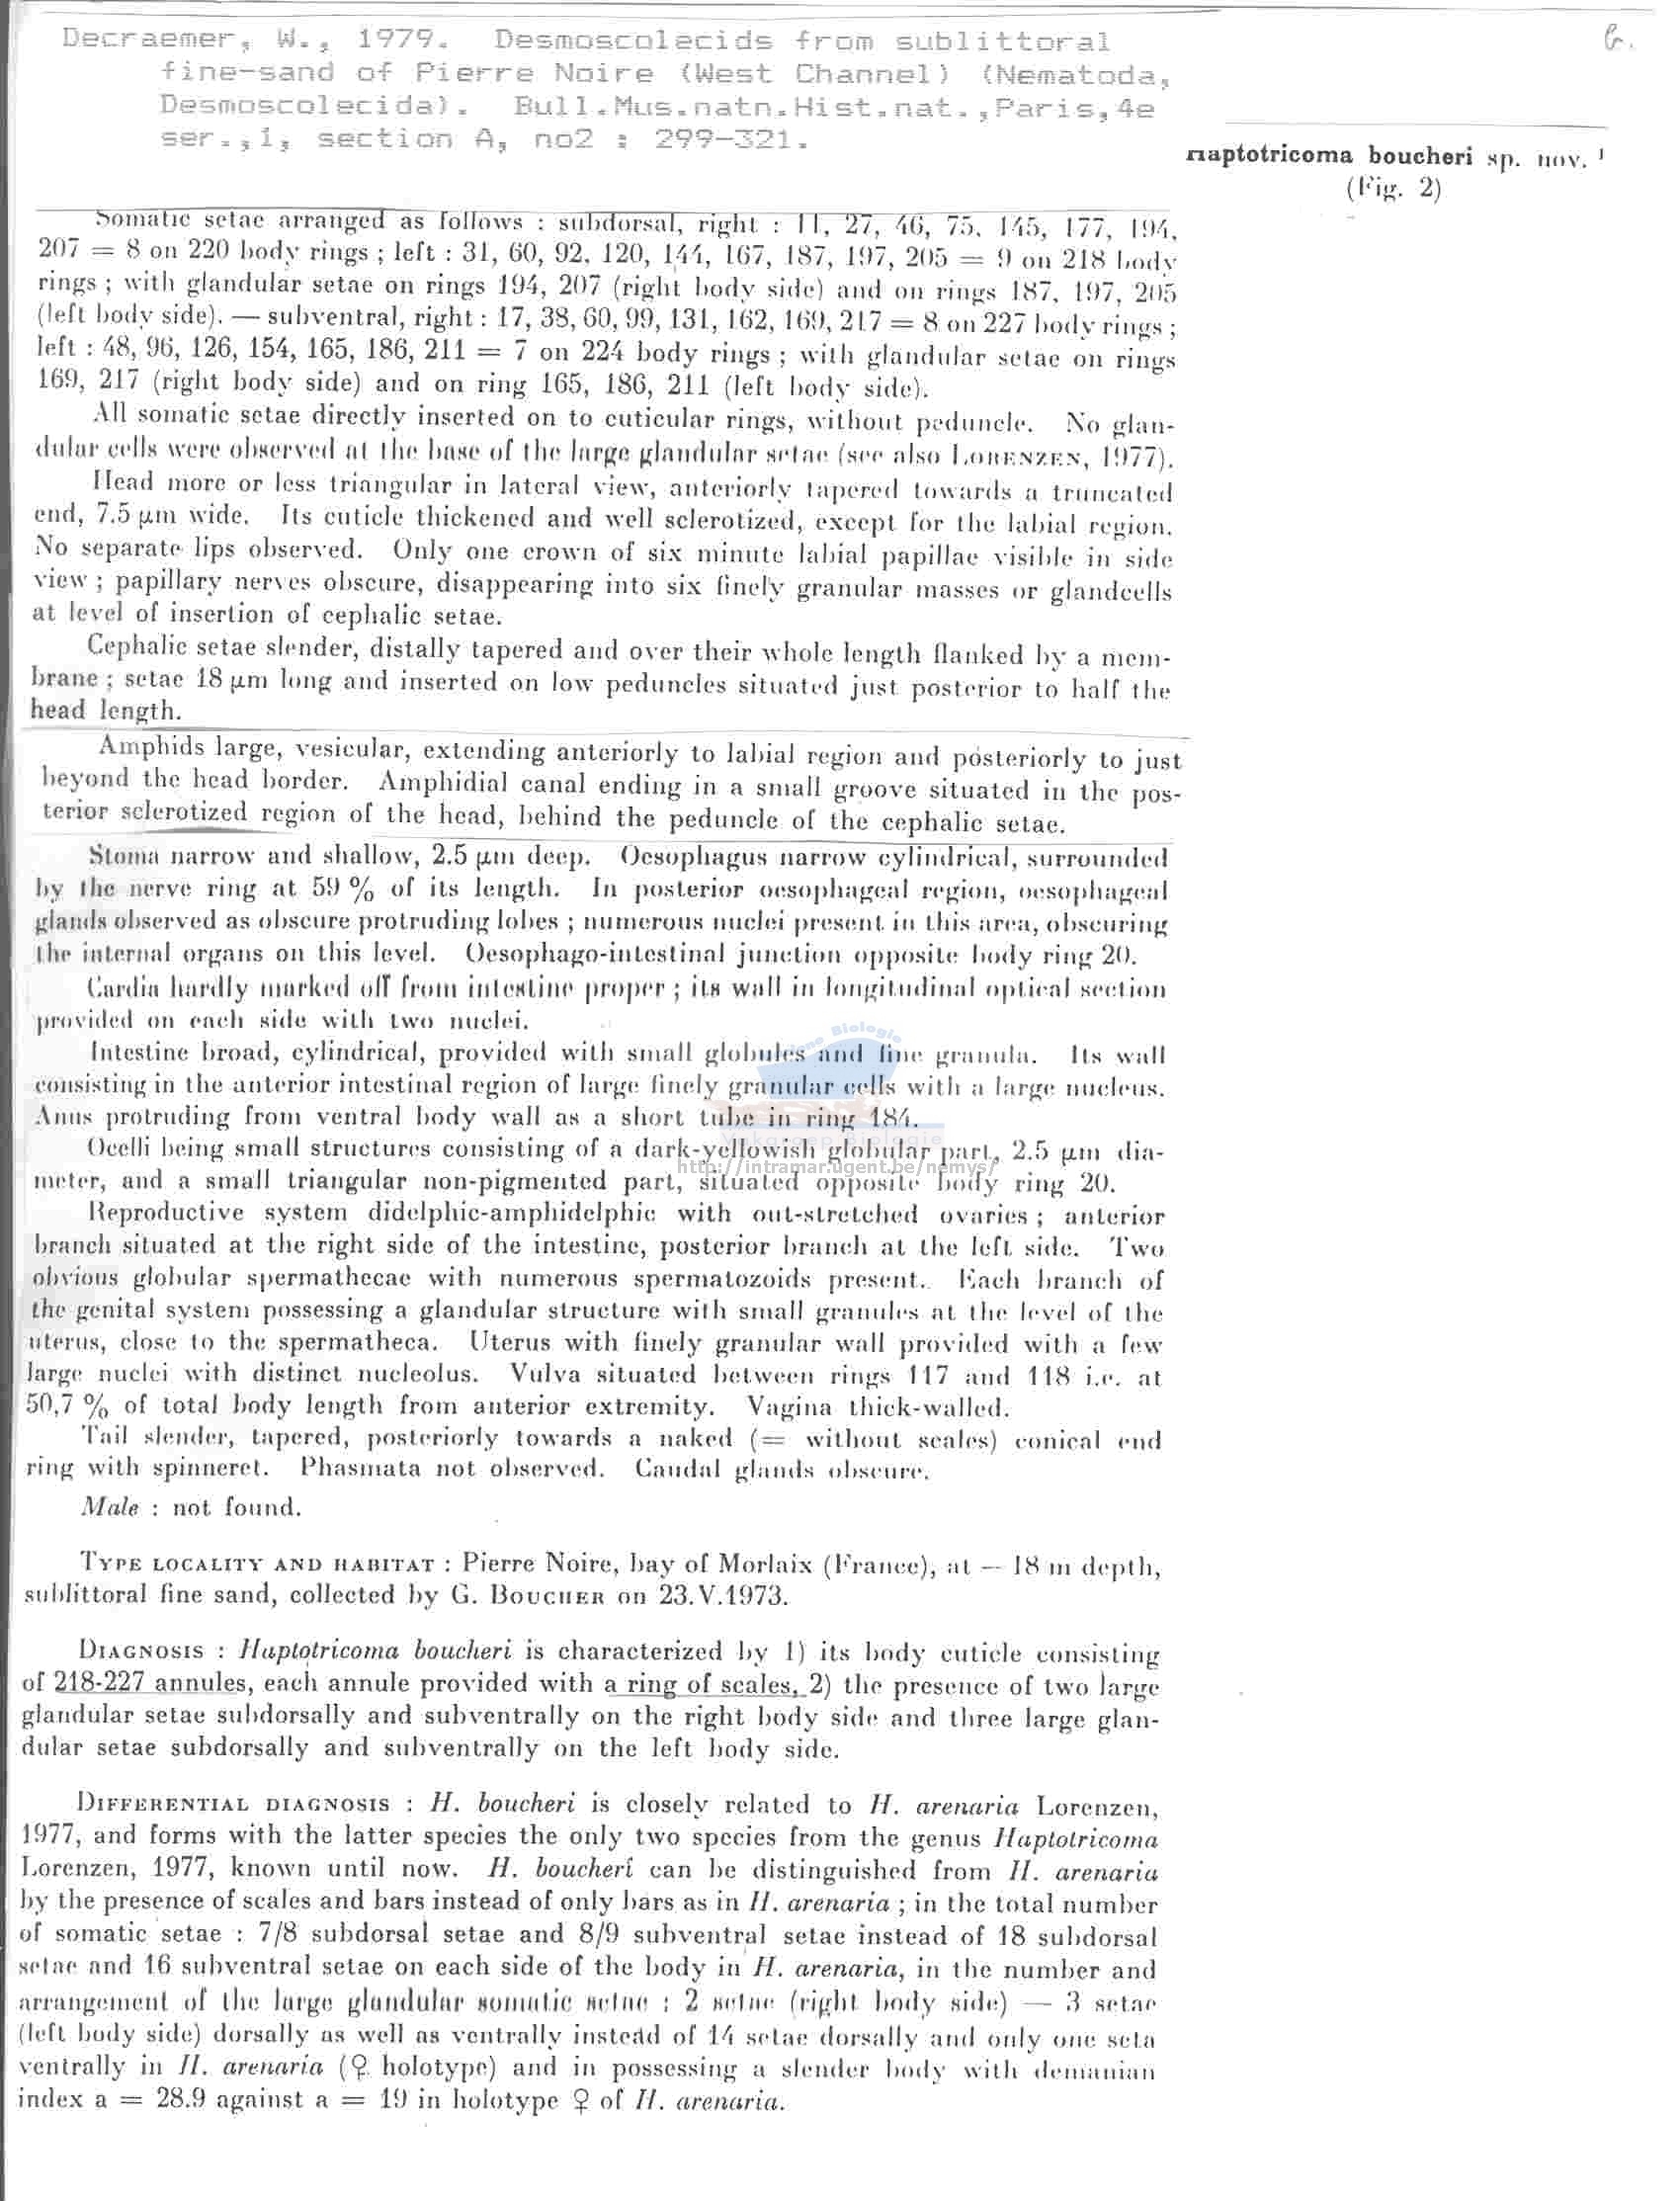 Decraemer, W., 1979. Desmoscolecids from sublittoral
fine-sand of Pierre Noire (West Channel) (Nematoda,
Desmoscolecida). Bull.Mus.natn.Hist.nat.,Paris,4e
ser.,1, section A, no2 : 299-321.
6.
Haptotricoma boucheri sp. nov. 1
(Fig. 2)
Somatic setae arranged as follows : subdorsal, right : 11, 27, 46, 75, 145, 177, 194,
207 = 8 on 220 body rings ; left : 31, 60, 92, 120, 144, 167, 187, 197, 205 = 9 on 218 body
rings ; with glandular setae on rings 194, 207 (right body side) and on rings 187, 197, 205
(left body side). — subventral, right : 17, 38, 60, 99, 131, 162, 169, 217 = 8 on 227 body rings ;
left : 48, 96, 126, 154, 165, 186, 211 = 7 on 224 body rings ; with glandular setae on rings
169, 217 (right body side) and on ring 165, 186, 211 (left body side).
All somatic setae directly inserted on to cuticular rings, without peduncle. No glan-
dular cells were observed at the base of the large glandular setae (see also LORENZEN, 1977).
Head more or less triangular in lateral view, anteriorly tapered towards a truncated
end, 7.5 μm wide. Its cuticle thickened and well sclerotized, except for the labial region.
No separate lips observed. Only one crown of six minute labial papillae visible in side
view ; papillary nerves obscure, disappearing into six finely granular masses or glandcells
at level of insertion of cephalic setae.
Cephalic setae slender, distally tapered and over their whole length flanked by a mem-
brane ; setae 18 μm long and inserted on low peduncles situated just posterior to half the
head length.
Amphids large, vesicular, extending anteriorly to labial region and posteriorly to just
beyond the head border. Amphidial canal ending in a small groove situated in the pos-
terior sclerotized region of the head, behind the peduncle of the cephalic setae.
Stoma narrow and shallow, 2.5 μm deep. Oesophagus narrow cylindrical, surrounded
by the nerve ring at 59 % of its length. In posterior oesophageal region, oesophageal
glands observed as obscure protruding lobes ; numerous nuclei present in this area, obscuring
the internal organs on this level. Oesophago-intestinal junction opposite body ring 20.
Cardia hardly marked off from intestine proper ; its wall in longitudinal optical section
provided on each side with two nuclei.
Intestine broad, cylindrical, provided with small globules and fine granula. Its wall
consisting in the anterior intestinal region of large finely granular cells with a large nucleus.
Anus protruding from ventral body wall as a short tube in ring 184.
Ocelli being small structures consisting of a dark-yellowish globular part, 2.5 μm dia-
meter, and a small triangular non-pigmented part, situated opposite body ring 20.
http://intramar.ugent.be/nemys/
Reproductive system didelphic-amphidelphic with out-stretched ovaries ; anterior
branch situated at the right side of the intestine, posterior branch at the left side. Two
obvious globular spermathecae with numerous spermatozoids present. Each branch of
the genital system possessing a glandular structure with small granules at the level of the
uterus, close to the spermatheca. Uterus with finely granular wall provided with a few
large nuclei with distinct nucleolus. Vulva situated between rings 117 and 118 i.e. at
50,7 % of total body length from anterior extremity. Vagina thick-walled.
Tail slender, tapered, posteriorly towards a naked (= without scales) conical end
ring with spinneret. Phasmata not observed. Caudal glands obscure.
Male : not found.
TYPE LOCALITY AND HABITAT : Pierre Noire, bay of Morlaix (France), at — 18 m depth,
sublittoral fine sand, collected by G. BOUCHER on 23.V.1973.
DIAGNOSIS : Haptotricoma boucheri is characterized by 1) its body cuticle consisting
of 218-227 annules, each annule provided with a ring of scales, 2) the presence of two large
glandular setae subdorsally and subventrally on the right body side and three large glan-
dular setae subdorsally and subventrally on the left body side.
DIFFERENTIAL DIAGNOSIS : H. boucheri is closely related to H. arenaria Lorenzen,
1977, and forms with the latter species the only two species from the genus Haptotricoma
Lorenzen, 1977, known until now. H. boucheri can be distinguished from H. arenaria
by the presence of scales and bars instead of only bars as in H. arenaria ; in the total number
of somatic setae : 7/8 subdorsal setae and 8/9 subventral setae instead of 18 subdorsal
setae and 16 subventral setae on each side of the body in H. arenaria, in the number and
arrangement of the large glandular somatic setae : 2 setae (right body side) — 3 setae
(left body side) dorsally as well as ventrally instead of 14 setae dorsally and only one seta
ventrally in H. arenaria (♀ holotype) and in possessing a slender body with demanian
index a = 28.9 against a = 19 in holotype ♀ of H. arenaria.